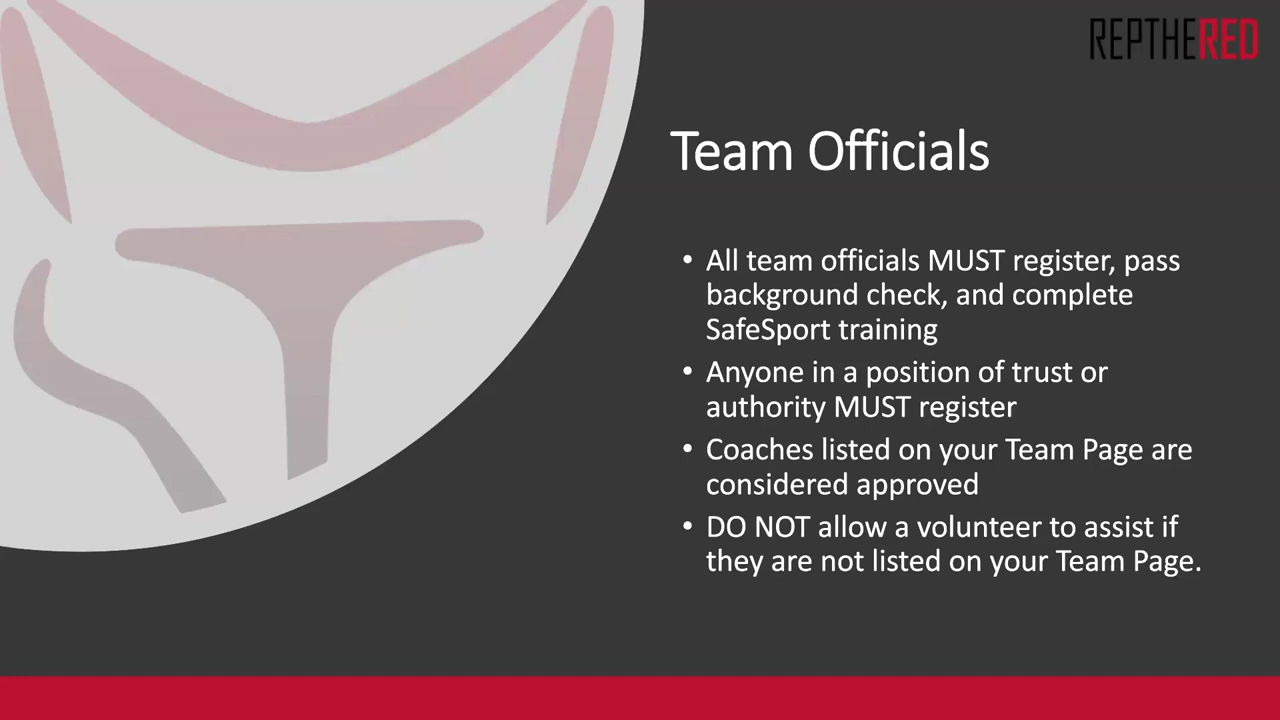 REPTHERED
Team Officials
• All team officials MUST register, pass
background check, and complete
SafeSport training
• Anyone in a position of trust or
authority MUST register
• Coaches listed on your Team Page are
considered approved
• DO NOT allow a volunteer to assist if
they are not listed on your Team Page.